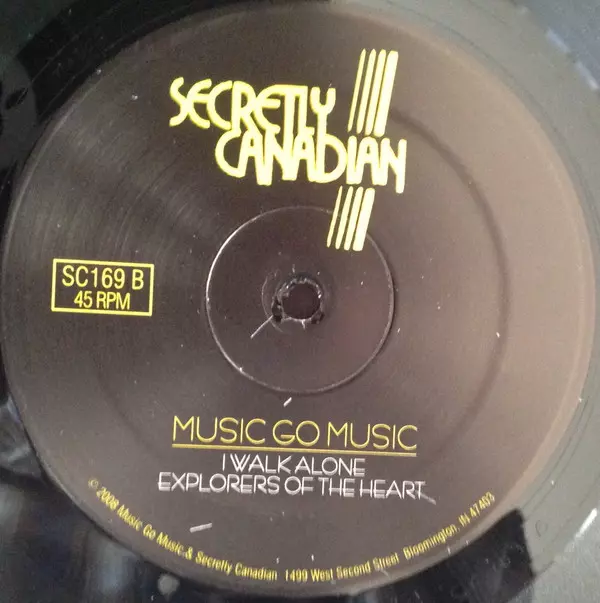 SECRETLY
CANADIAN
SC169 B
45 RPM
MUSIC GO MUSIC
I WALK ALONE
EXPLORERS OF THE HEART
© 2008 Music Go Music & Secretly Canadian 1499 West Second Street Bloomington, IN 47403